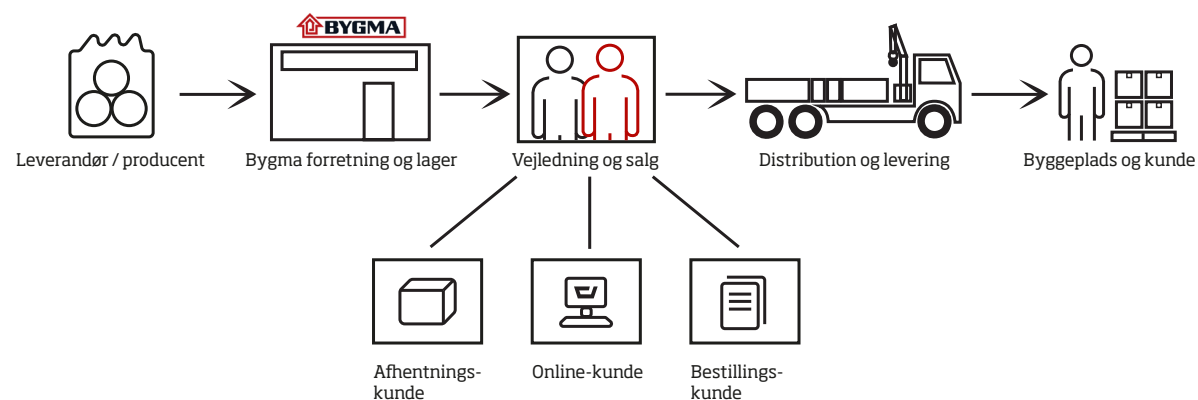 BYGMA
Leverandør / producent
Bygma forretning og lager
Vejledning og salg
Distribution og levering
Byggeplads og kunde
Afhentnings-
kunde
Online-kunde
Bestillings-
kunde